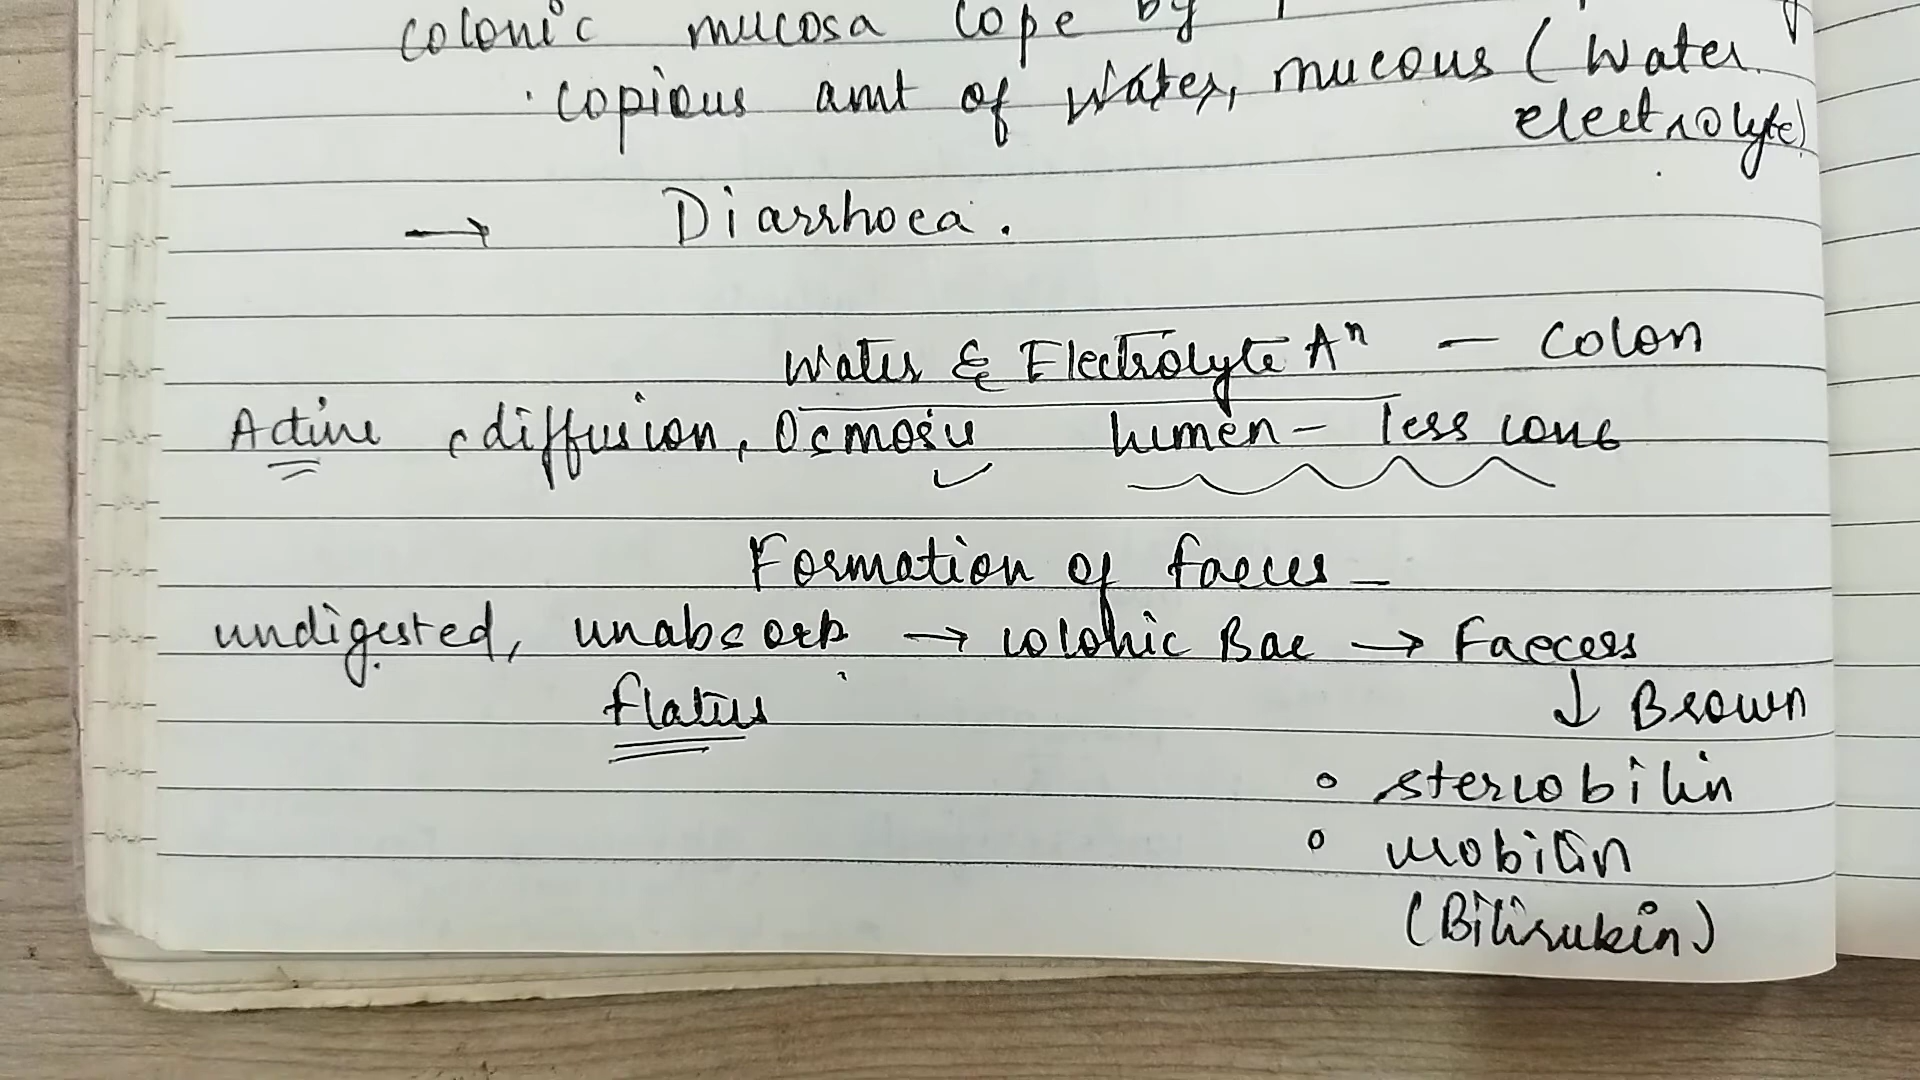 colonic mucosa cope by
copious amt of water, mucous (water
electrolyte)
→ Diarrhoea.
Water & Electrolyte Aⁿ — Colon
Active diffusion, Osmosis lumen – less conc
Formation of faeces –
undigested, unabsorb → colonic Bac → Faecess
flatus ↓ Brown
° stercobilin
° urobilin
(Bilirubin)